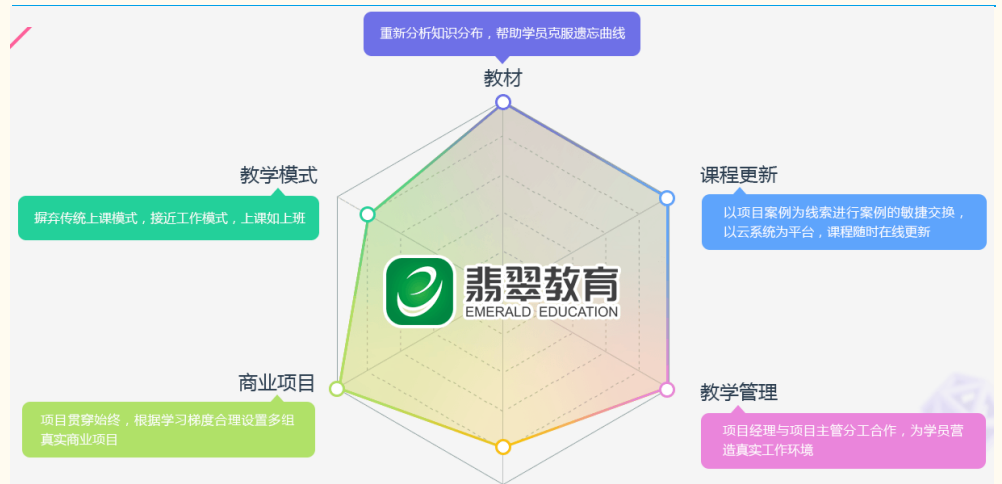 重新分析知识分布，帮助学员克服遗忘曲线
教材
教学模式
摒弃传统上课模式，接近工作模式，上课如上班
课程更新
以项目案例为线索进行案例的敏捷交换，
以云系统为平台，课程随时在线更新
翡翠教育
EMERALD EDUCATION
商业项目
项目贯穿始终，根据学习梯度合理设置多组
真实商业项目
教学管理
项目经理与项目主管分工合作，为学员营
造真实工作环境